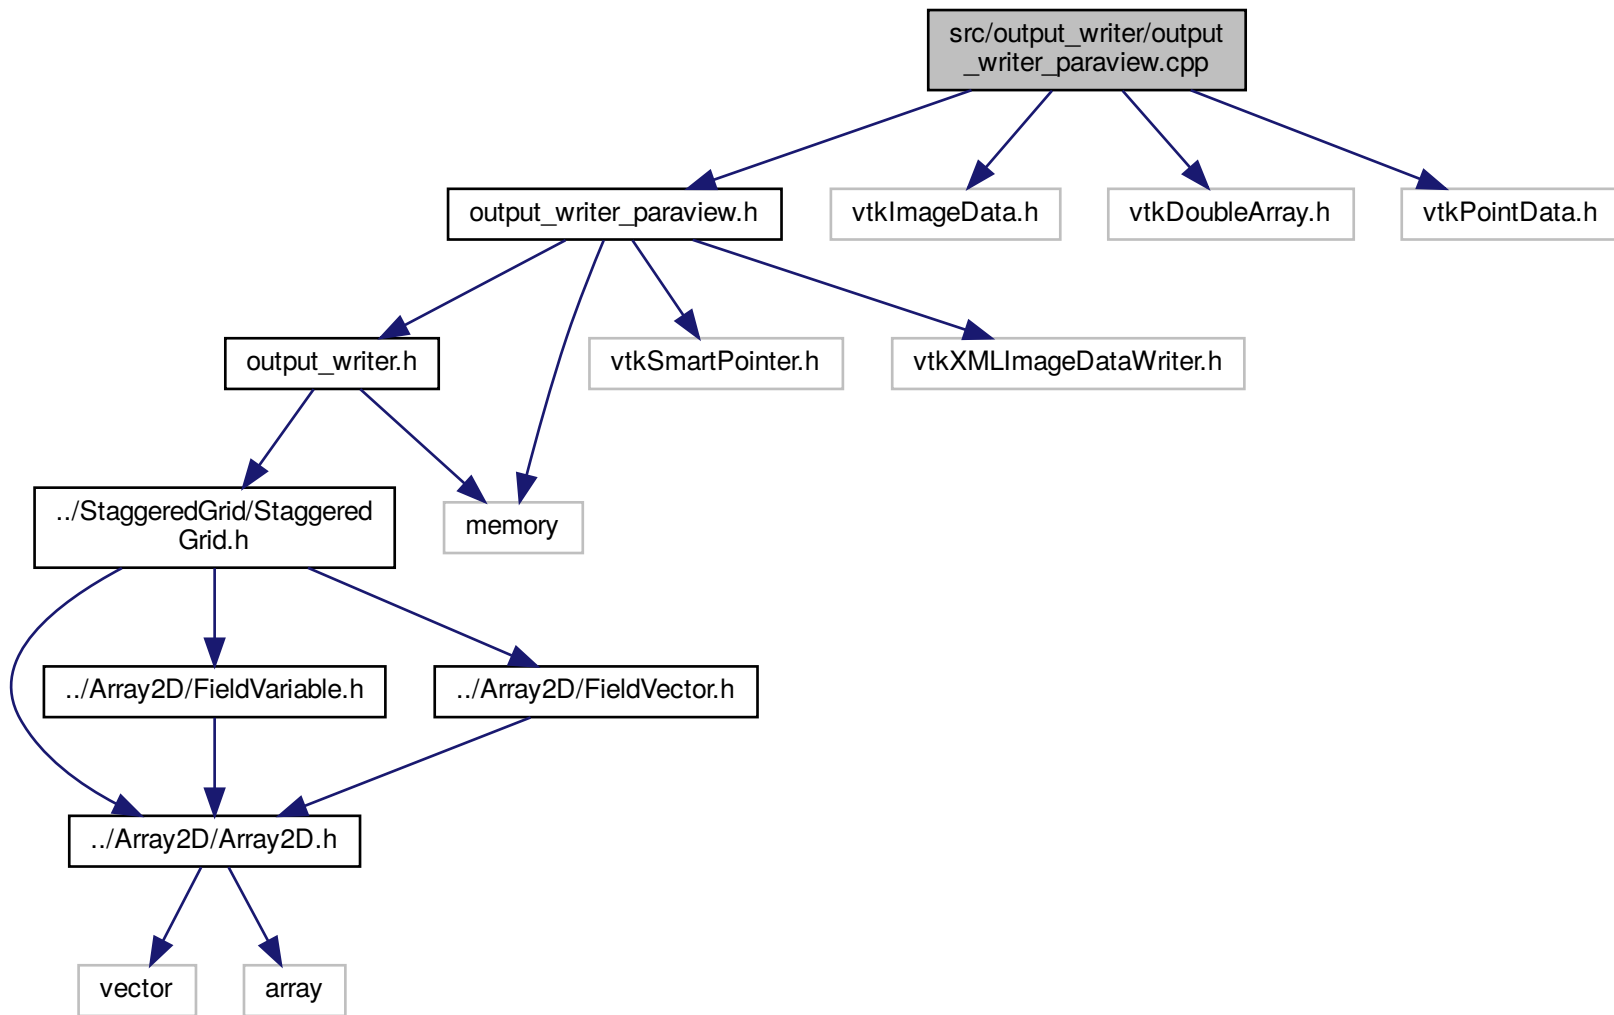 src/output_writer/output
_writer_paraview.cpp
output_writer_paraview.h
vtkImageData.h
vtkDoubleArray.h
vtkPointData.h
output_writer.h
vtkSmartPointer.h
vtkXMLImageDataWriter.h
../StaggeredGrid/Staggered
Grid.h
memory
../Array2D/FieldVariable.h
../Array2D/FieldVector.h
../Array2D/Array2D.h
vector
array